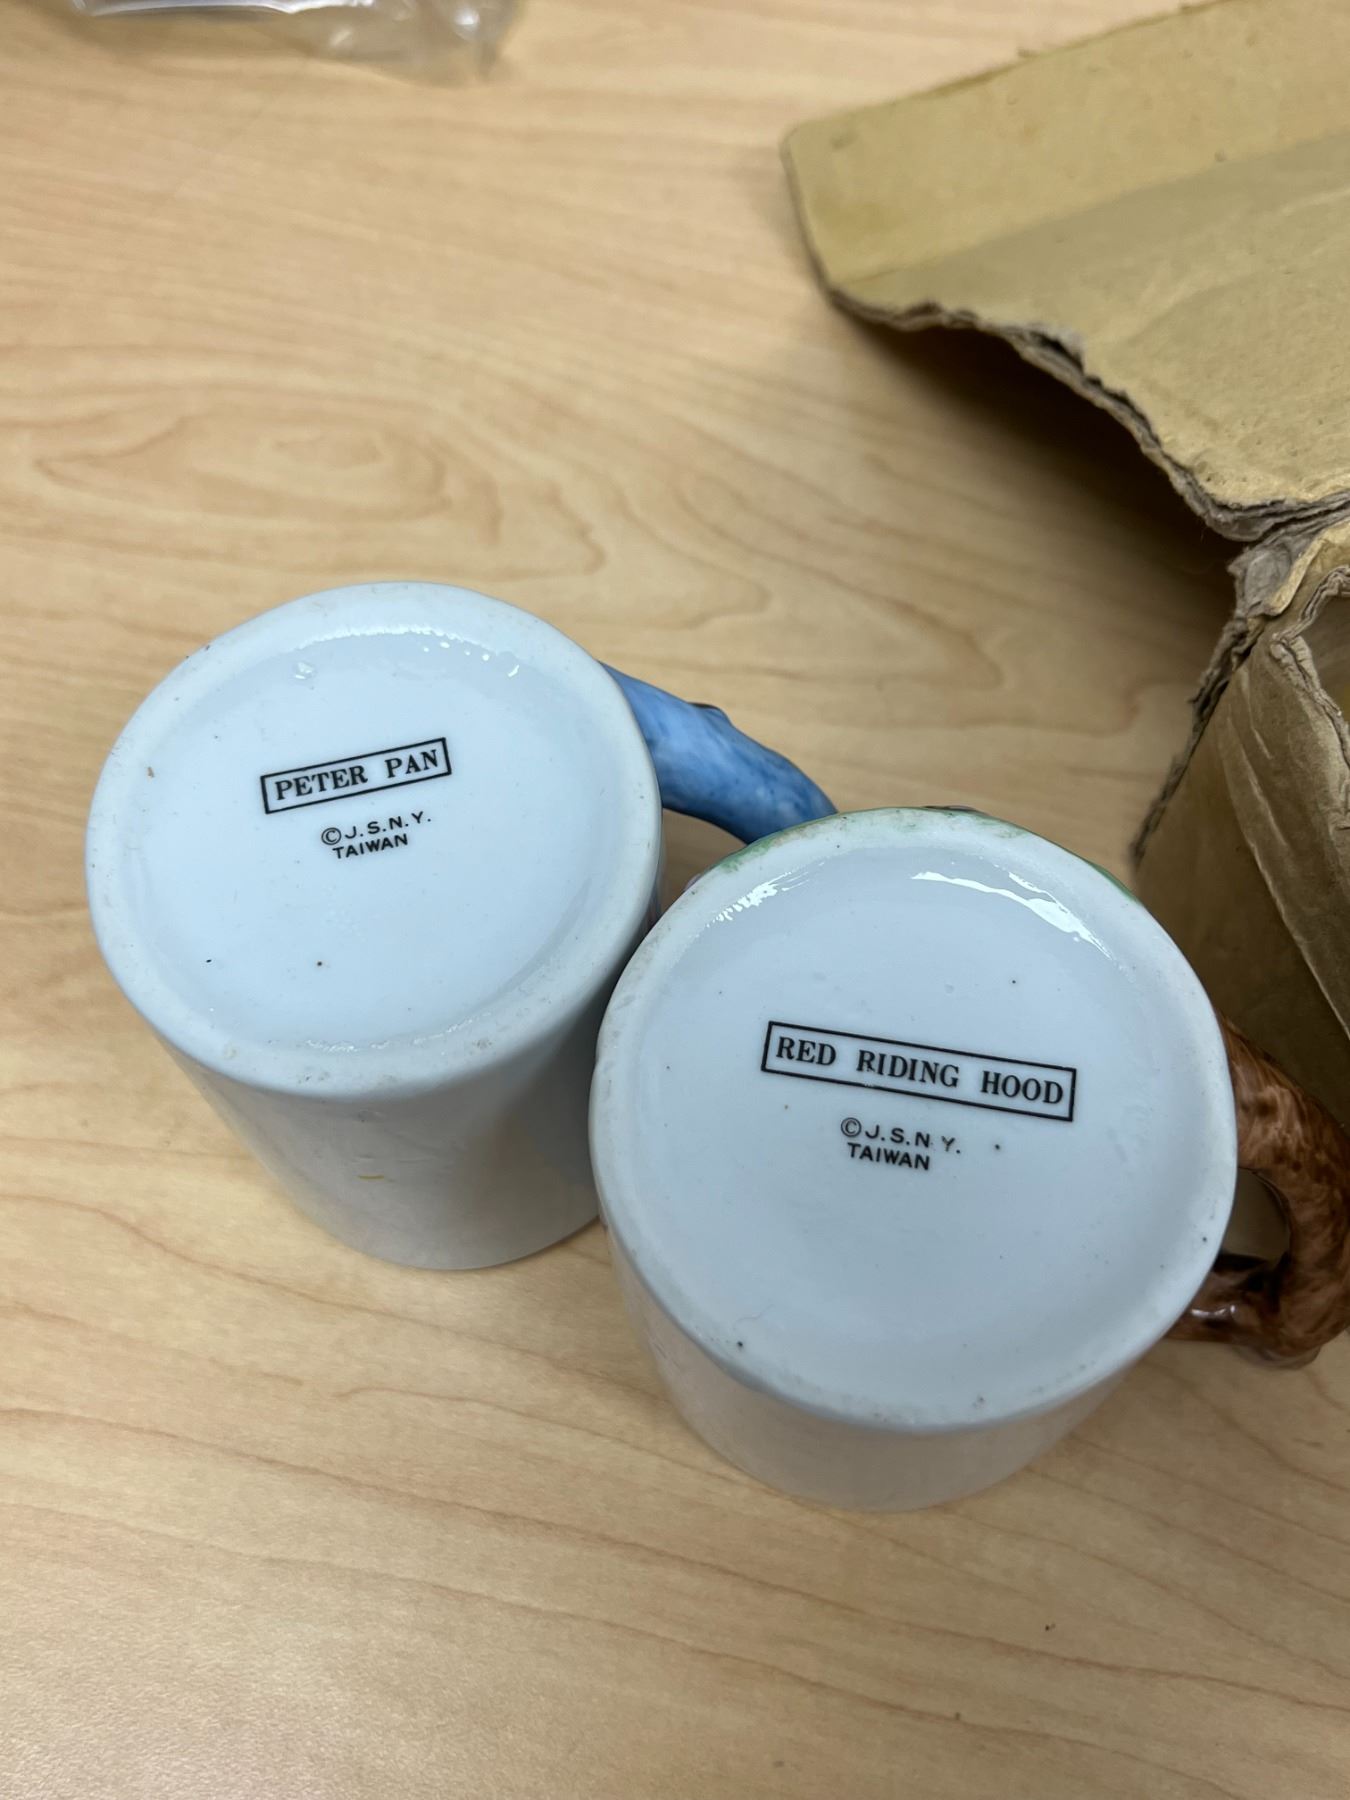 PETER PAN
©J.S.N.Y.
TAIWAN
RED RIDING HOOD
©J.S.N.Y.
TAIWAN